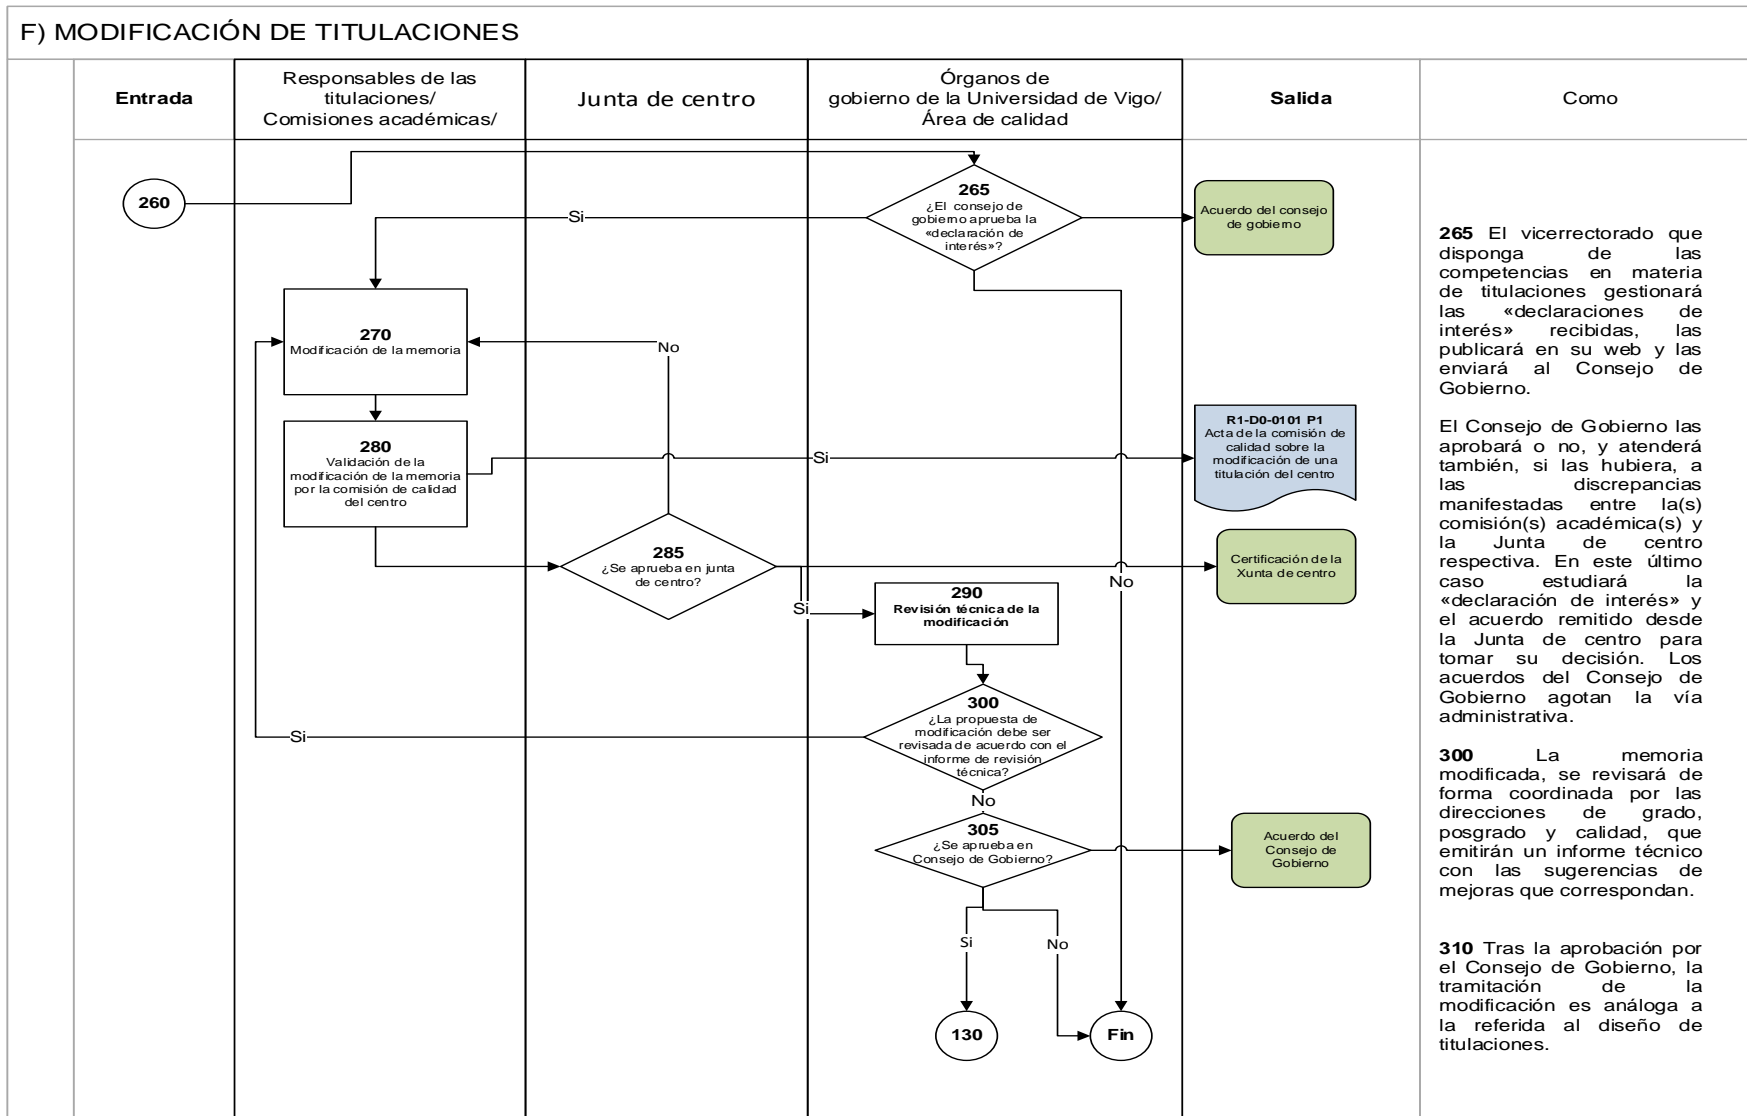 F) MODIFICACIÓN DE TITULACIONES
Entrada
Responsables de las
titulaciones/
Comisiones académicas/
Junta de centro
Órganos de
gobierno de la Universidad de Vigo/
Área de calidad
Salida
Como
260
265
¿El consejo de
gobierno aprueba la
«declaración de
interés»?
Si
Acuerdo del consejo
de gobierno
270
Modificación de la memoria
No
280
Validación de la
modificación de la memoria
por la comisión de calidad
del centro
Si
R1-D0-0101 P1
Acta de la comisión de
calidad sobre la
modificación de una
titulación del centro
285
¿Se aprueba en junta
de centro?
Certificación de la
Xunta de centro
No
Si
290
Revisión técnica de la
modificación
300
¿La propuesta de
modificación debe ser
revisada de acuerdo con el
informe de revisión
técnica?
Si
No
305
¿Se aprueba en
Consejo de Gobierno?
Acuerdo del
Consejo de
Gobierno
Si
No
130
Fin
265 El vicerrectorado que
disponga de las
competencias en materia
de titulaciones gestionará
las «declaraciones de
interés» recibidas, las
publicará en su web y las
enviará al Consejo de
Gobierno.
El Consejo de Gobierno las
aprobará o no, y atenderá
también, si las hubiera, a
las discrepancias
manifestadas entre la(s)
comisión(s) académica(s) y
la Junta de centro
respectiva. En este último
caso estudiará la
«declaración de interés» y
el acuerdo remitido desde
la Junta de centro para
tomar su decisión. Los
acuerdos del Consejo de
Gobierno agotan la vía
administrativa.
300 La memoria
modificada, se revisará de
forma coordinada por las
direcciones de grado,
posgrado y calidad, que
emitirán un informe técnico
con las sugerencias de
mejoras que correspondan.
310 Tras la aprobación por
el Consejo de Gobierno, la
tramitación de la
modificación es análoga a
la referida al diseño de
titulaciones.